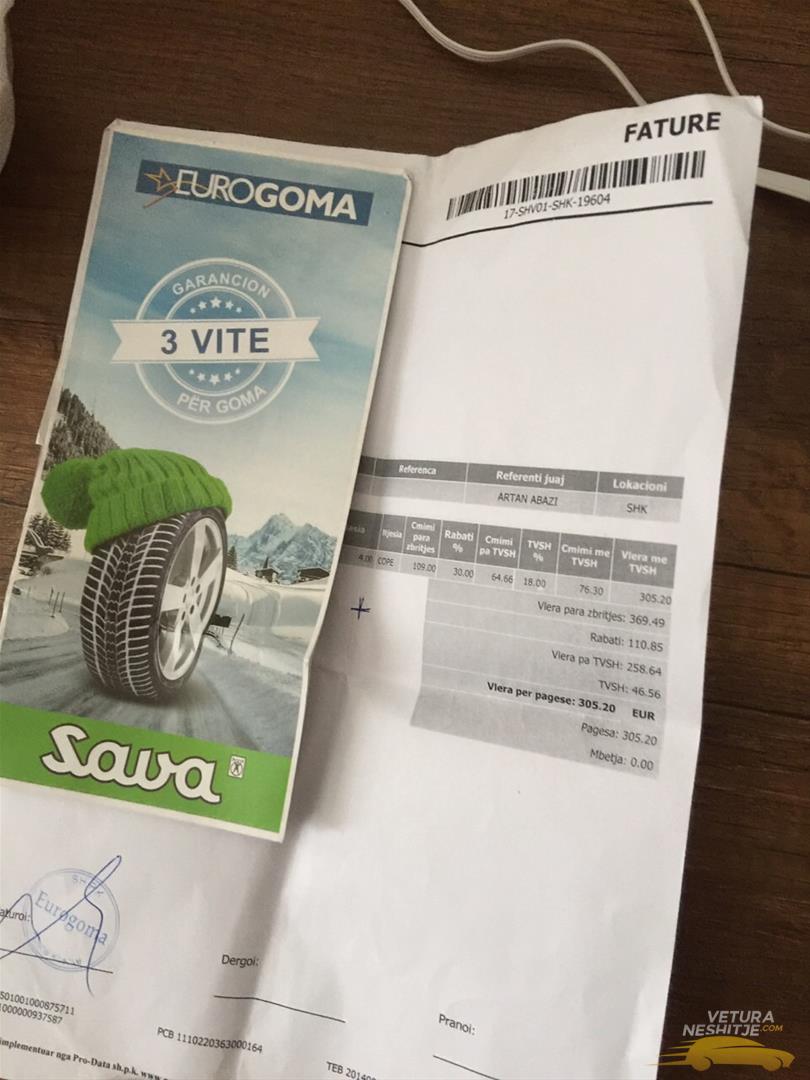 FATURE
17-SHV01-SHK-19604
EUROGOMA
GARANCION
3 VITE
PËR GOMA
Sava
Referenca Referenti juaj Lokacioni
ARTAN ABAZI SHK
Njesia Cmimi para zbritjes Rabati % Cmimi pa TVSH TVSH % Cmimi me TVSH Vlera me TVSH
4.00 COPE 109.00 30.00 64.66 18.00 76.30 305.20
Vlera para zbritjes: 369.49
Rabati: 110.85
Vlera pa TVSH: 258.64
TVSH: 46.56
Vlera per pagese: 305.20 EUR
Pagesa: 305.20
Mbetja: 0.00
Eurogoma
Dergoi:
Pranoi:
PCB 1110220363000164
implementuar nga Pro-Data sh.p.k.
VETURA
NESHITJE.COM